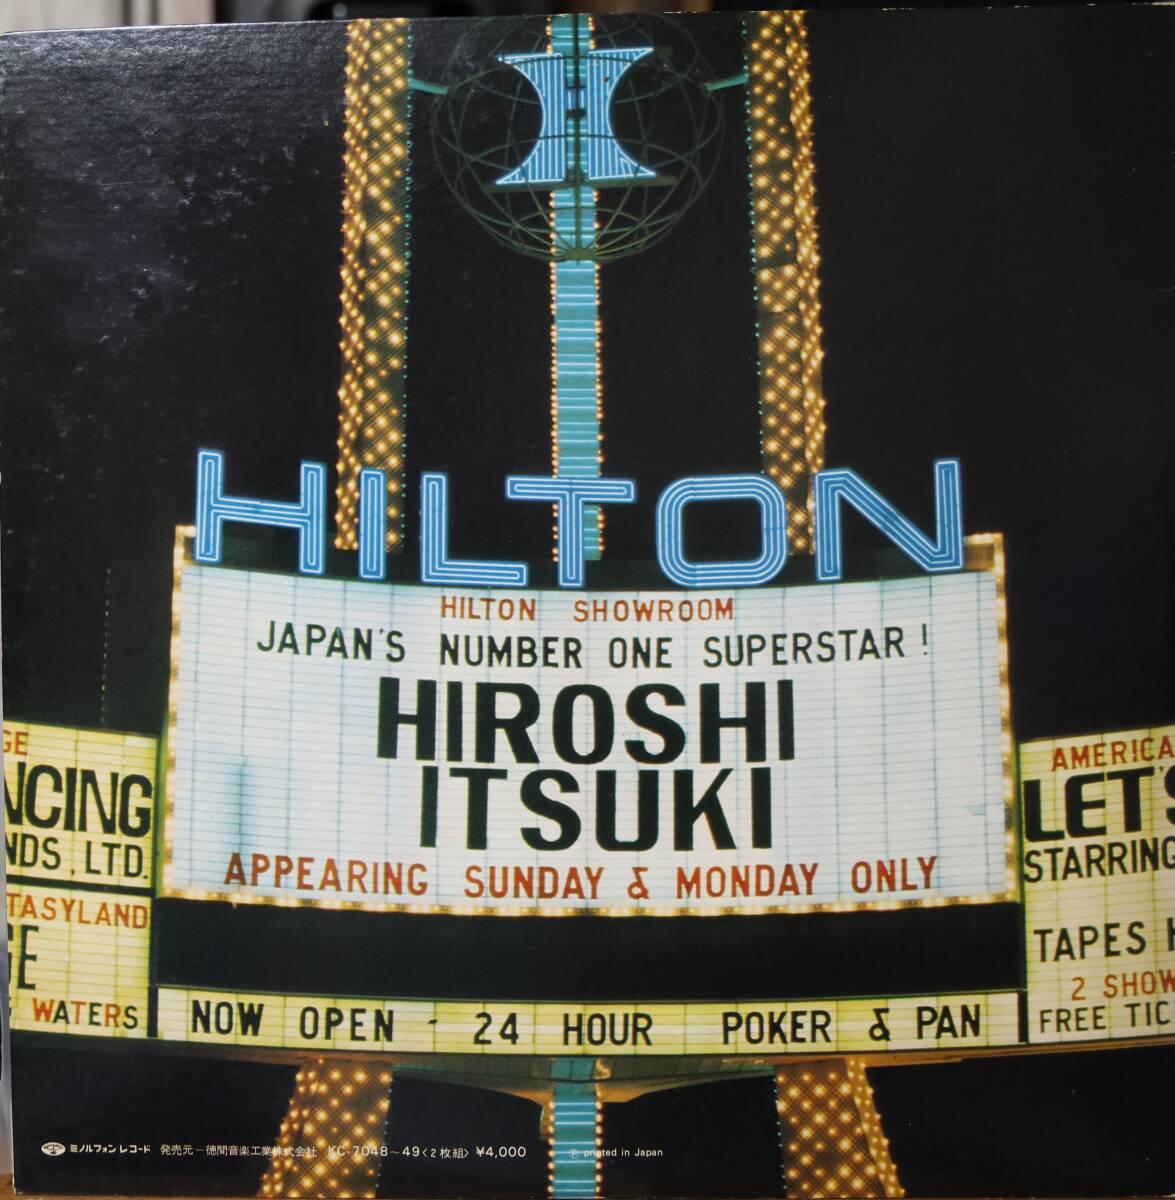 H
HILTON
HILTON SHOWROOM
JAPAN'S NUMBER ONE SUPERSTAR!
HIROSHI
ITSUKI
APPEARING SUNDAY & MONDAY ONLY
GE
NCING
NDS, LTD.
TASYLAND
GE
WATERS
AMERICA
LET'S
STARRING
TAPES
2 SHOW
FREE TIC
NOW OPEN - 24 HOUR POKER & PAN
ミノルフォンレコード 発売元ー徳間音楽工業株式会社 KC-7048~49〈2枚組〉 ¥4,000 Ⓟ printed in Japan